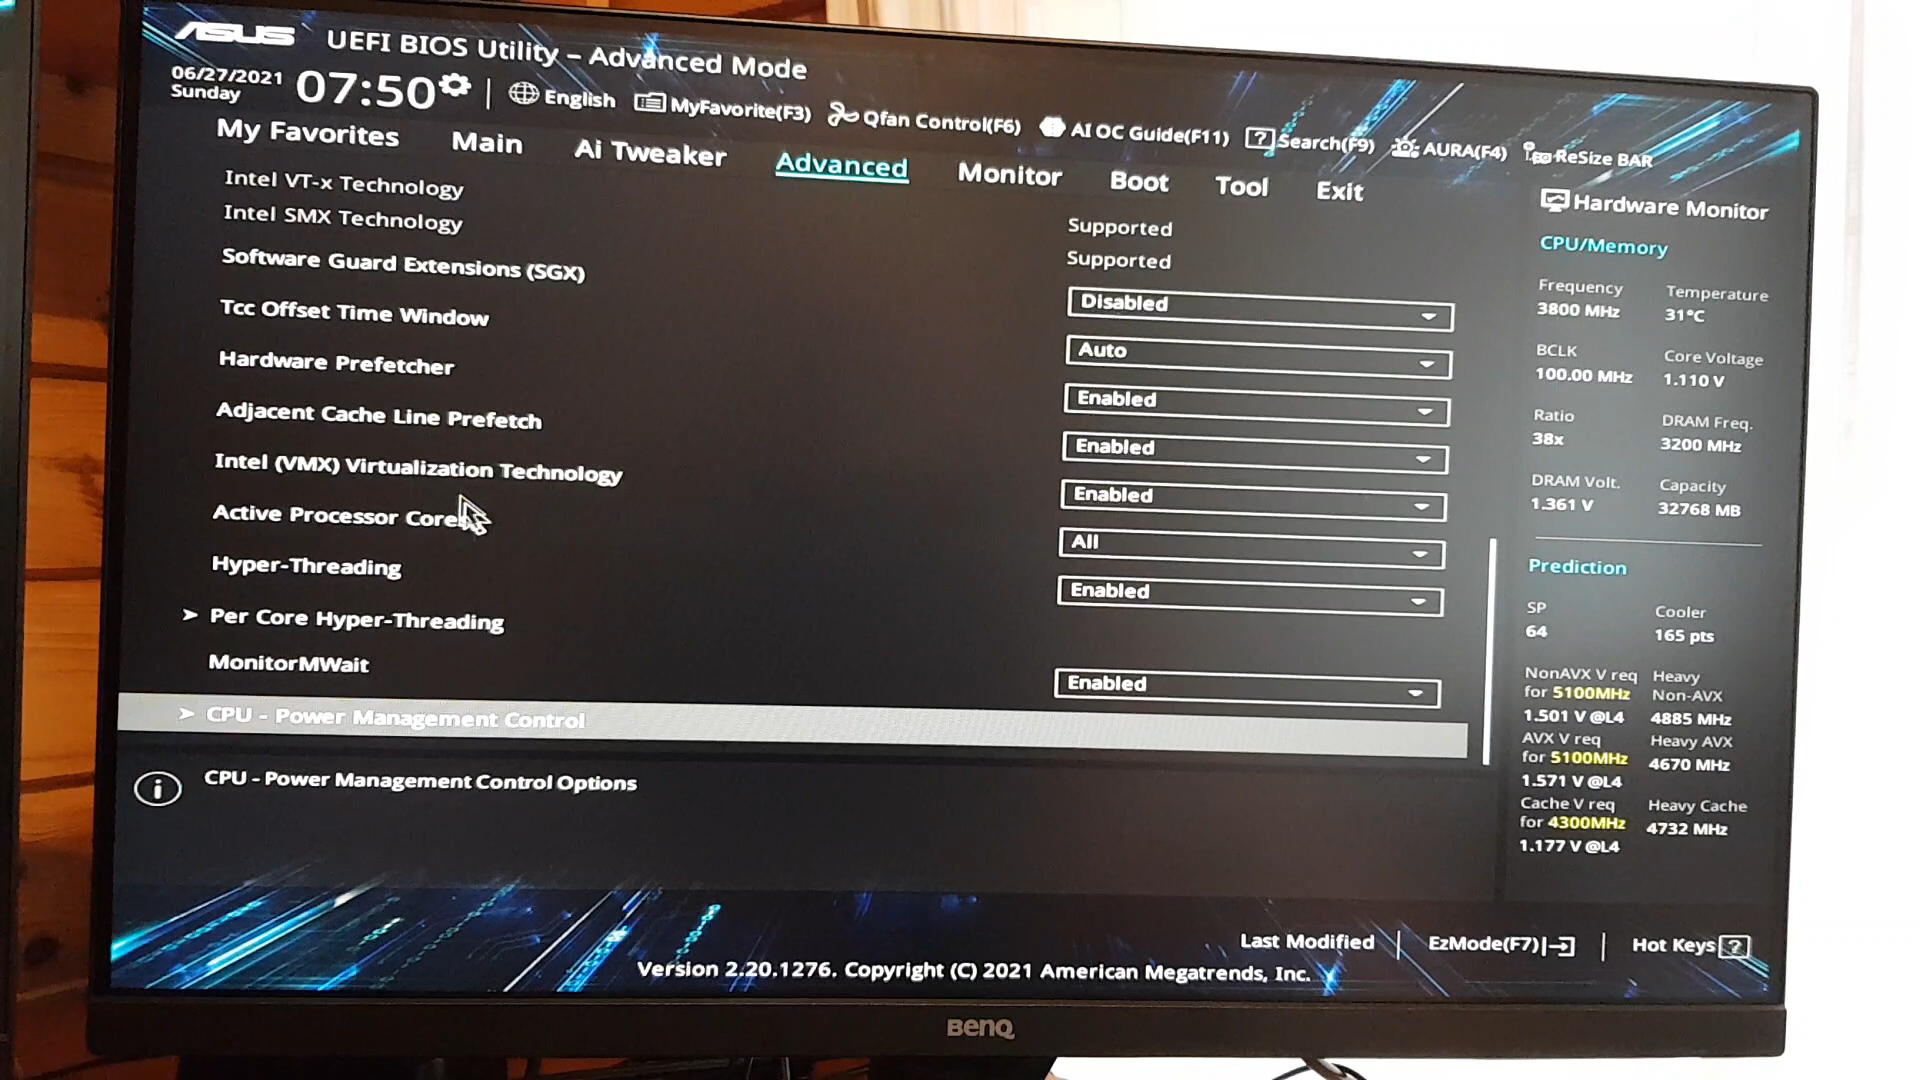 ASUS UEFI BIOS Utility – Advanced Mode
06/27/2021 Sunday 07:50 | English MyFavorite(F3) Qfan Control(F6) AI OC Guide(F11) ? Search(F9) AURA(F4) ReSize BAR
My Favorites Main Ai Tweaker Advanced Monitor Boot Tool Exit
Intel VT-x Technology Supported
Intel SMX Technology Supported
Software Guard Extensions (SGX) Disabled
Tcc Offset Time Window Auto
Hardware Prefetcher Enabled
Adjacent Cache Line Prefetch Enabled
Intel (VMX) Virtualization Technology Enabled
Active Processor Cores All
Hyper-Threading Enabled
> Per Core Hyper-Threading
MonitorMWait Enabled
> CPU - Power Management Control
i CPU - Power Management Control Options
Hardware Monitor
CPU/Memory
Frequency Temperature
3800 MHz 31°C
BCLK Core Voltage
100.00 MHz 1.110 V
Ratio DRAM Freq.
38x 3200 MHz
DRAM Volt. Capacity
1.361 V 32768 MB
Prediction
SP Cooler
64 165 pts
NonAVX V req Heavy
for 5100MHz Non-AVX
1.501 V @L4 4885 MHz
AVX V req Heavy AVX
for 5100MHz 4670 MHz
1.571 V @L4
Cache V req Heavy Cache
for 4300MHz 4732 MHz
1.177 V @L4
Last Modified | EzMode(F7) | Hot Keys ?
Version 2.20.1276. Copyright (C) 2021 American Megatrends, Inc.
BenQ